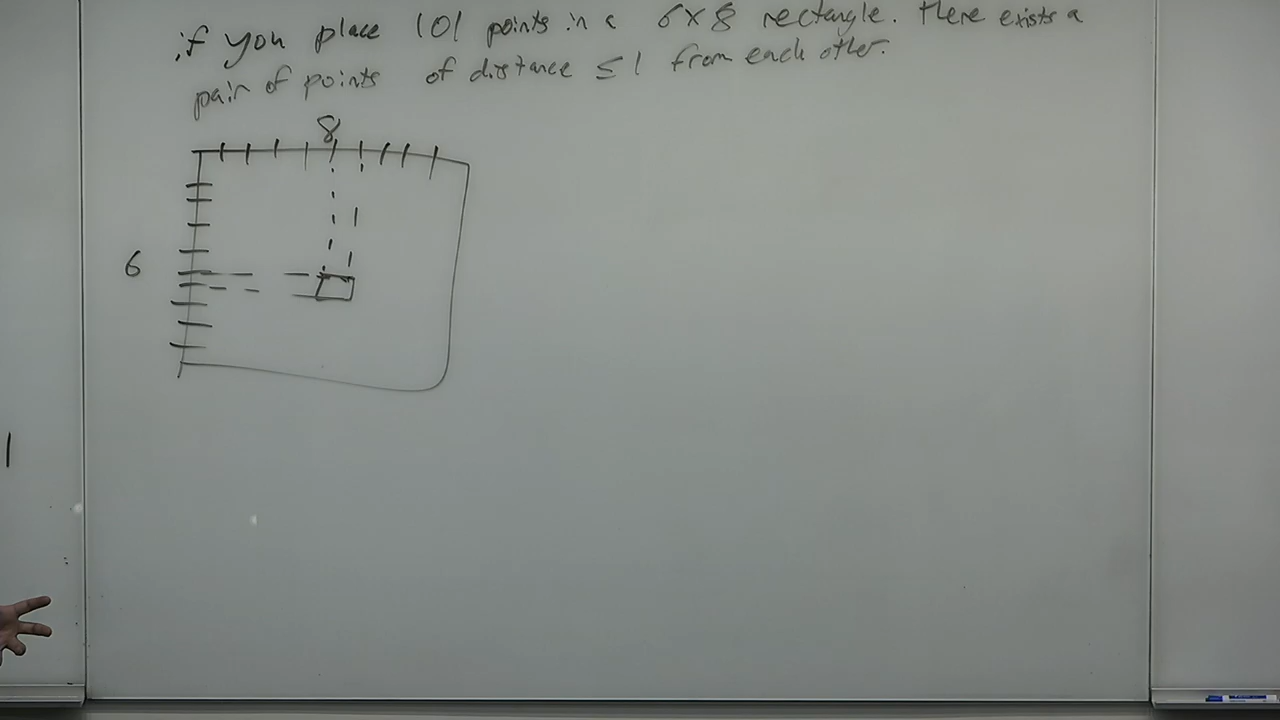 if you place 101 points in a 6x8 rectangle. there exists a
pair of points of distance ≤ 1 from each other.
8
6
1